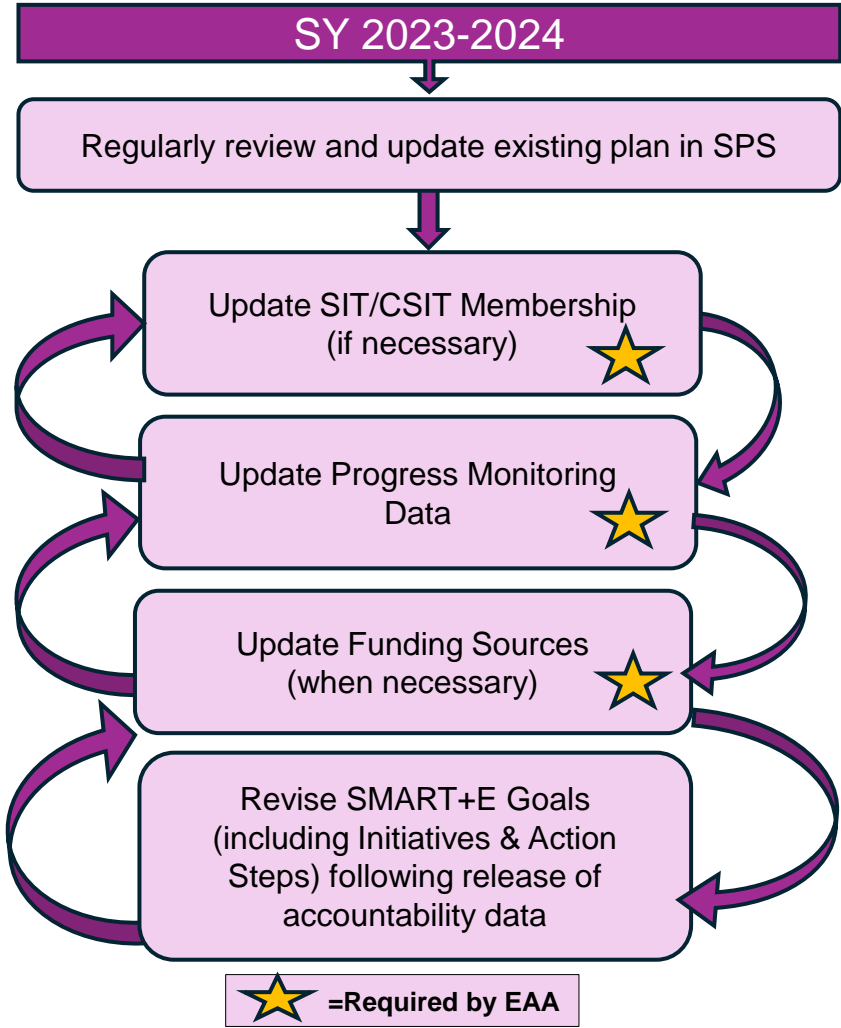 SY 2023-2024
Regularly review and update existing plan in SPS
Update SIT/CSIT Membership
(if necessary)
Update Progress Monitoring
Data
Update Funding Sources
(when necessary)
Revise SMART+E Goals
(including Initiatives & Action
Steps) following release of
accountability data
=Required by EAA